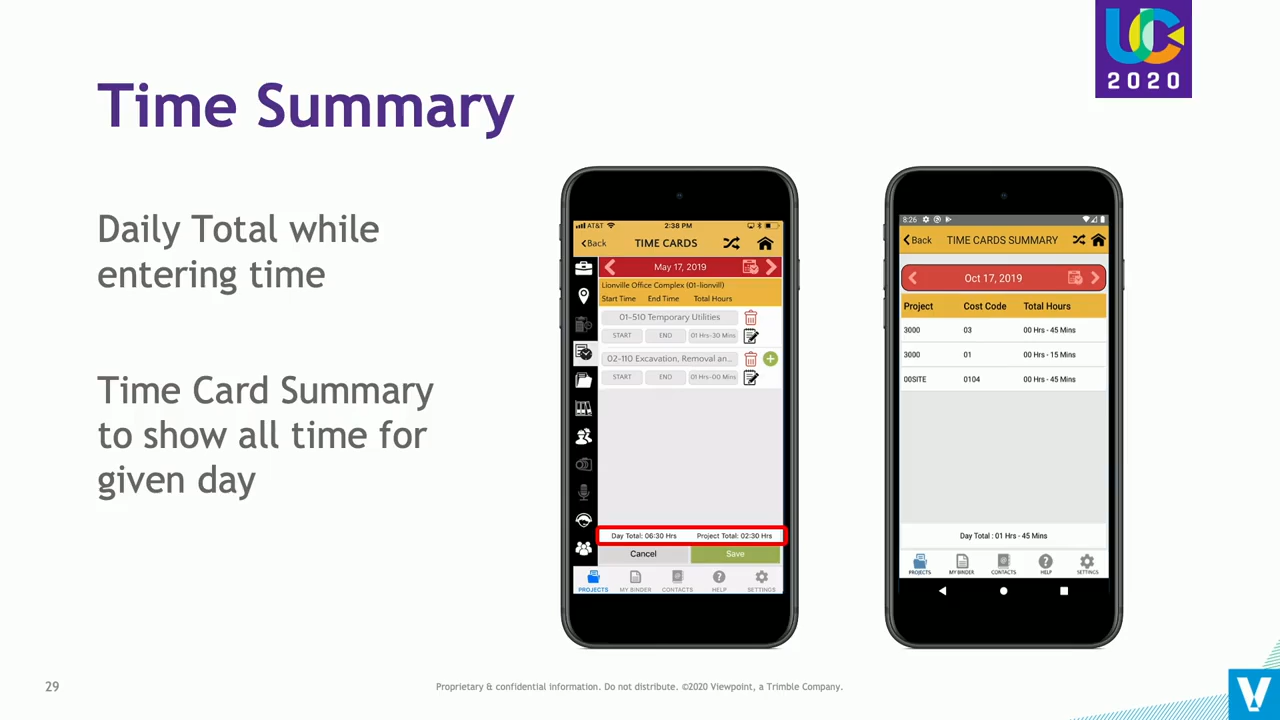 UC
2020
Time Summary
Daily Total while
entering time
Time Card Summary
to show all time for
given day
AT&T 2:38 PM
Back TIME CARDS
May 17, 2019
Lionville Office Complex (01-lionvill)
Start Time End Time Total Hours
01-510 Temporary Utilities
START END 01 Hrs-30 Mins
02-110 Excavation, Removal an...
START END 01 Hrs-00 Mins
Day Total: 06:30 Hrs Project Total: 02:30 Hrs
Cancel Save
PROJECTS MY BINDER CONTACTS HELP SETTINGS
8:26
Back TIME CARDS SUMMARY
Oct 17, 2019
Project Cost Code Total Hours
3000 03 00 Hrs - 45 Mins
3000 01 00 Hrs - 15 Mins
00SITE 0104 00 Hrs - 45 Mins
Day Total : 01 Hrs - 45 Mins
PROJECTS MY BINDER CONTACTS HELP SETTINGS
29
Proprietary & confidential information. Do not distribute. ©2020 Viewpoint, a Trimble Company.